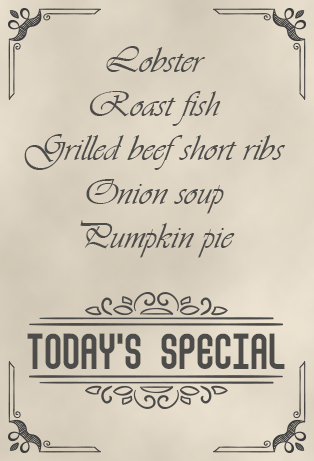 Lobster
Roast fish
Grilled beef short ribs
Onion soup
Pumpkin pie
TODAY'S SPECIAL